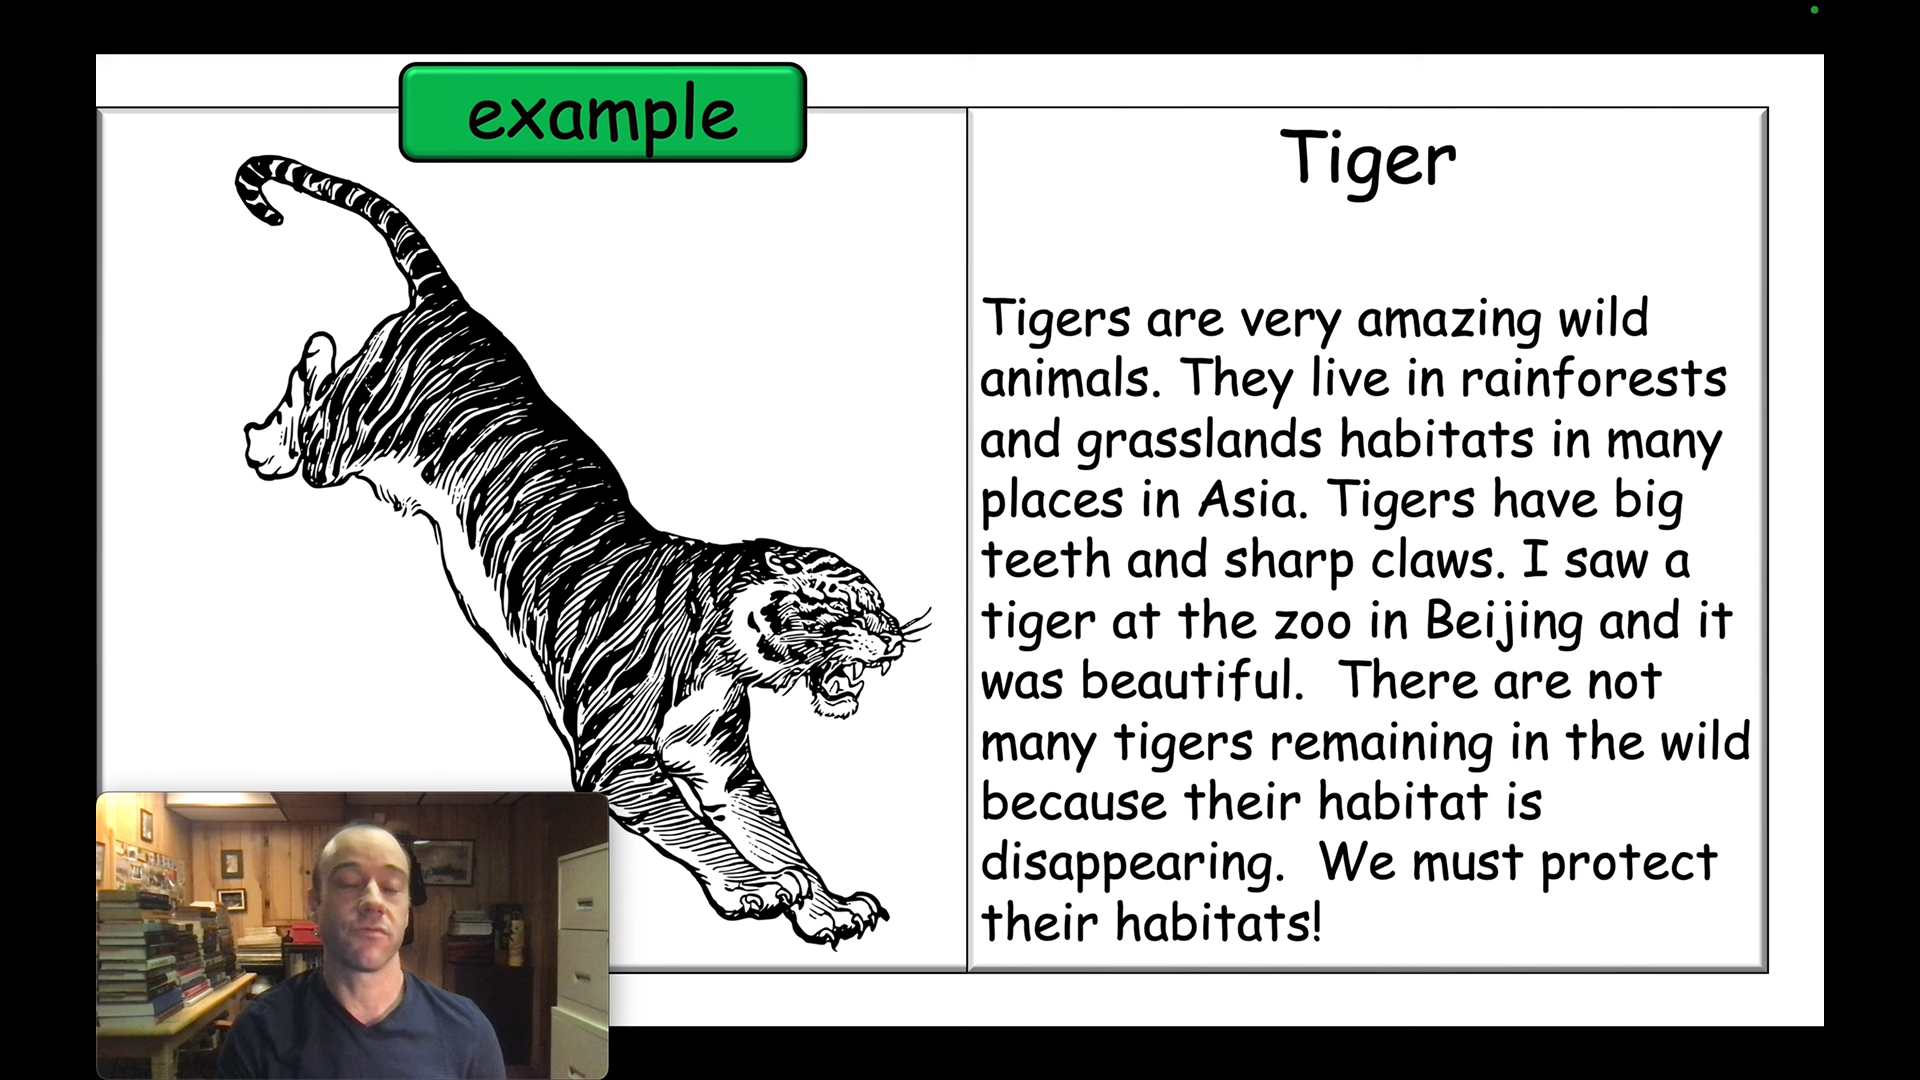 example
Tiger
Tigers are very amazing wild
animals. They live in rainforests
and grasslands habitats in many
places in Asia. Tigers have big
teeth and sharp claws. I saw a
tiger at the zoo in Beijing and it
was beautiful.  There are not
many tigers remaining in the wild
because their habitat is
disappearing.  We must protect
their habitats!